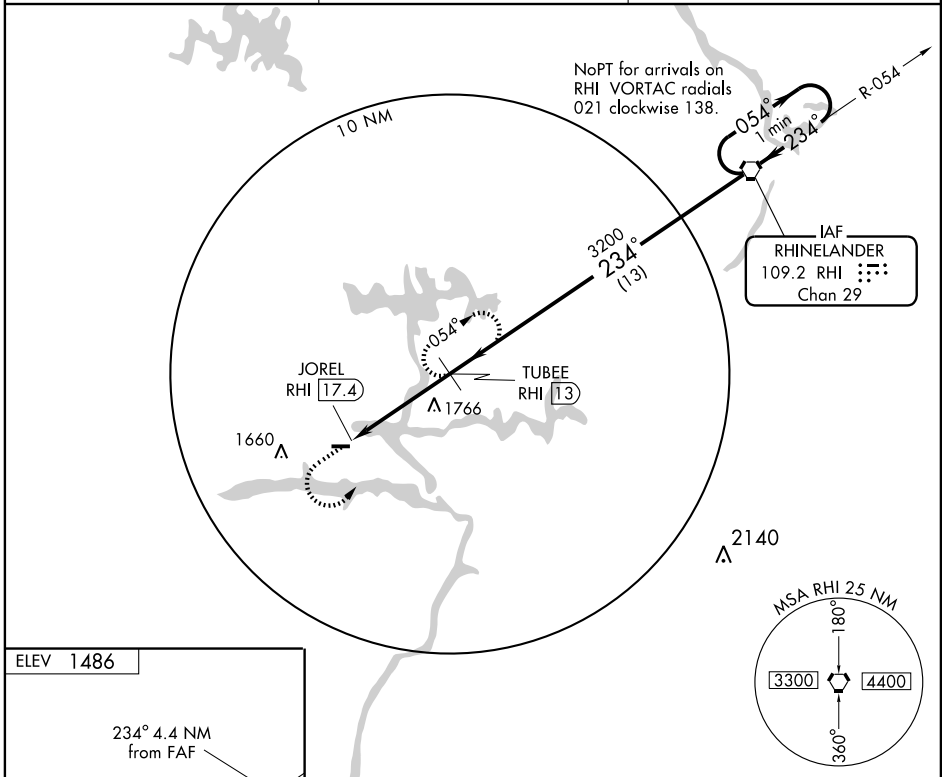 NoPT for arrivals on
RHI VORTAC radials
021 clockwise 138.
R-054
054°
1 min
234°
10 NM
IAF
RHINELANDER
109.2 RHI
Chan 29
3200
234°
(13)
054°
JOREL
RHI 17.4
TUBEE
RHI 13
1766
1660
2140
MSA RHI 25 NM
180°
3300
4400
360°
ELEV 1486
234° 4.4 NM
from FAF